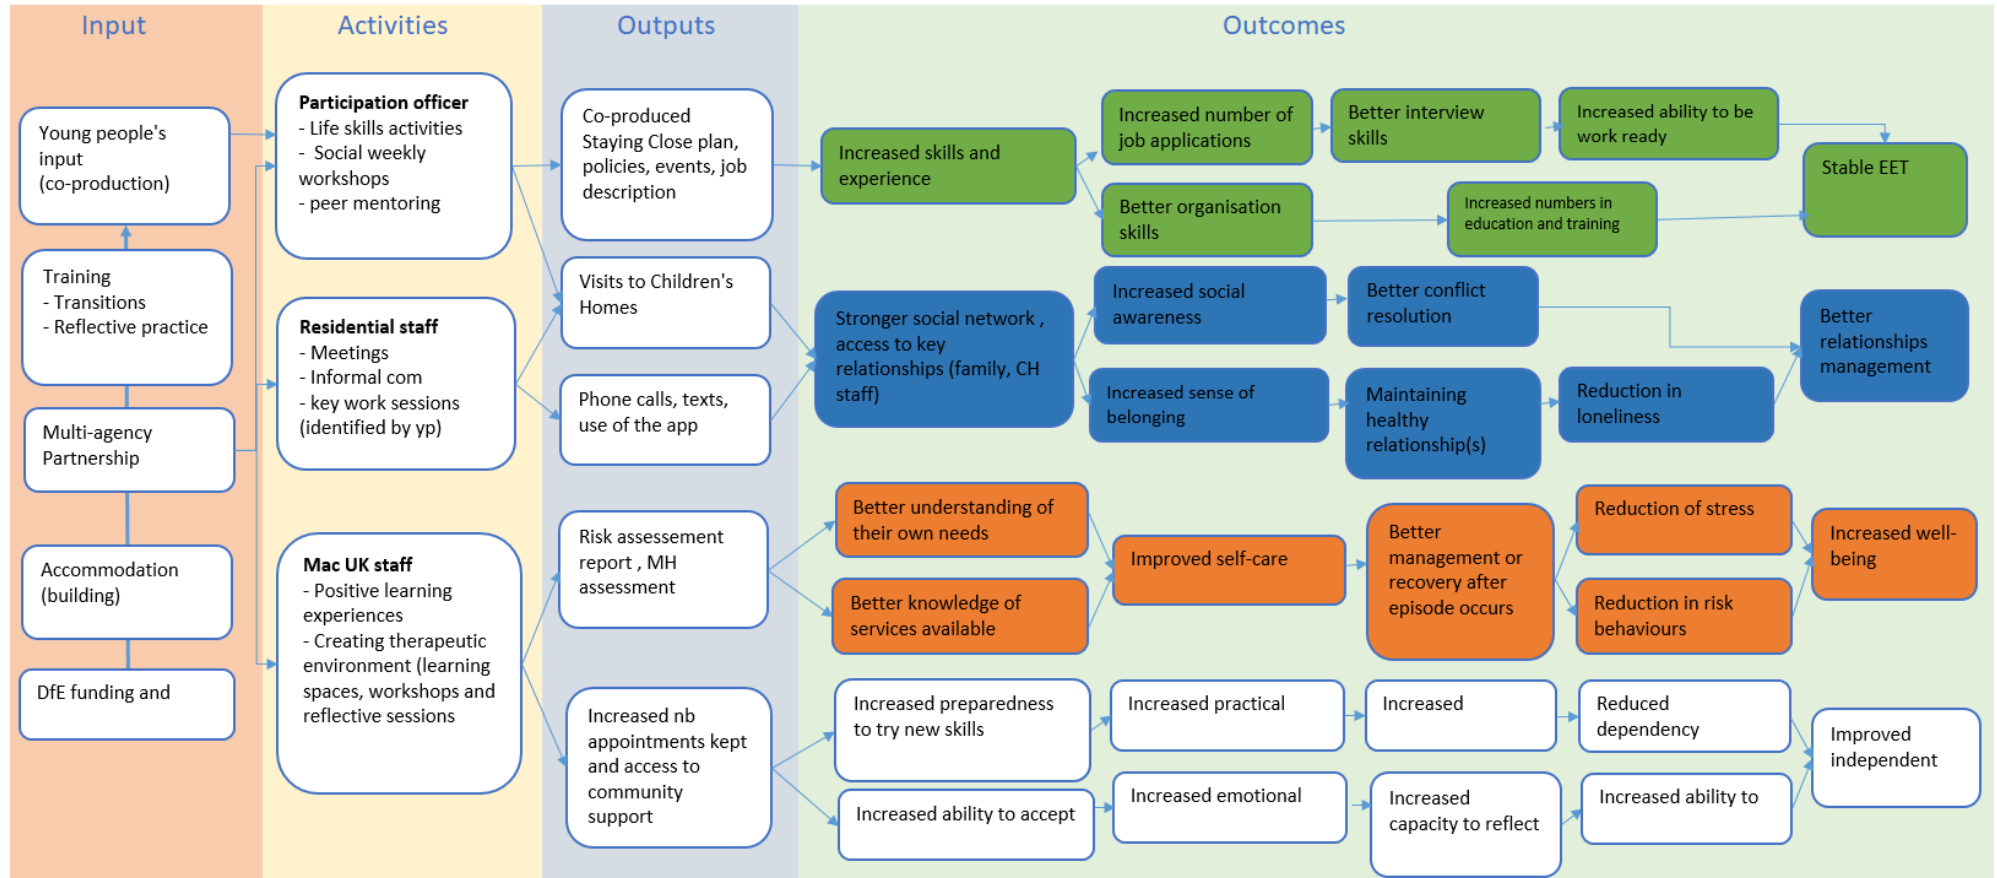 Input
Activities
Outputs
Outcomes
Young people's
input
(co-production)
Training
- Transitions
- Reflective practice
Multi-agency
Partnership
Accommodation
(building)
DfE funding and
Participation officer
- Life skills activities
- Social weekly
workshops
- peer mentoring
Residential staff
- Meetings
- Informal com
- key work sessions
(identified by yp)
Mac UK staff
- Positive learning
experiences
- Creating therapeutic
environment (learning
spaces, workshops and
reflective sessions
Co-produced
Staying Close plan,
policies, events, job
description
Visits to Children's
Homes
Phone calls, texts,
use of the app
Risk assessement
report , MH
assessment
Increased nb
appointments kept
and access to
community
support
Increased skills and
experience
Increased number of
job applications
Better interview
skills
Increased ability to be
work ready
Better organisation
skills
Increased numbers in
education and training
Stable EET
Stronger social network ,
access to key
relationships (family, CH
staff)
Increased social
awareness
Better conflict
resolution
Increased sense of
belonging
Maintaining
healthy
relationship(s)
Reduction in
loneliness
Better
relationships
management
Better understanding of
their own needs
Better knowledge of
services available
Improved self-care
Better
management or
recovery after
episode occurs
Reduction of stress
Reduction in risk
behaviours
Increased well-
being
Increased preparedness
to try new skills
Increased practical
Increased
Reduced
dependency
Increased ability to accept
Increased emotional
Increased
capacity to reflect
Increased ability to
Improved
independent